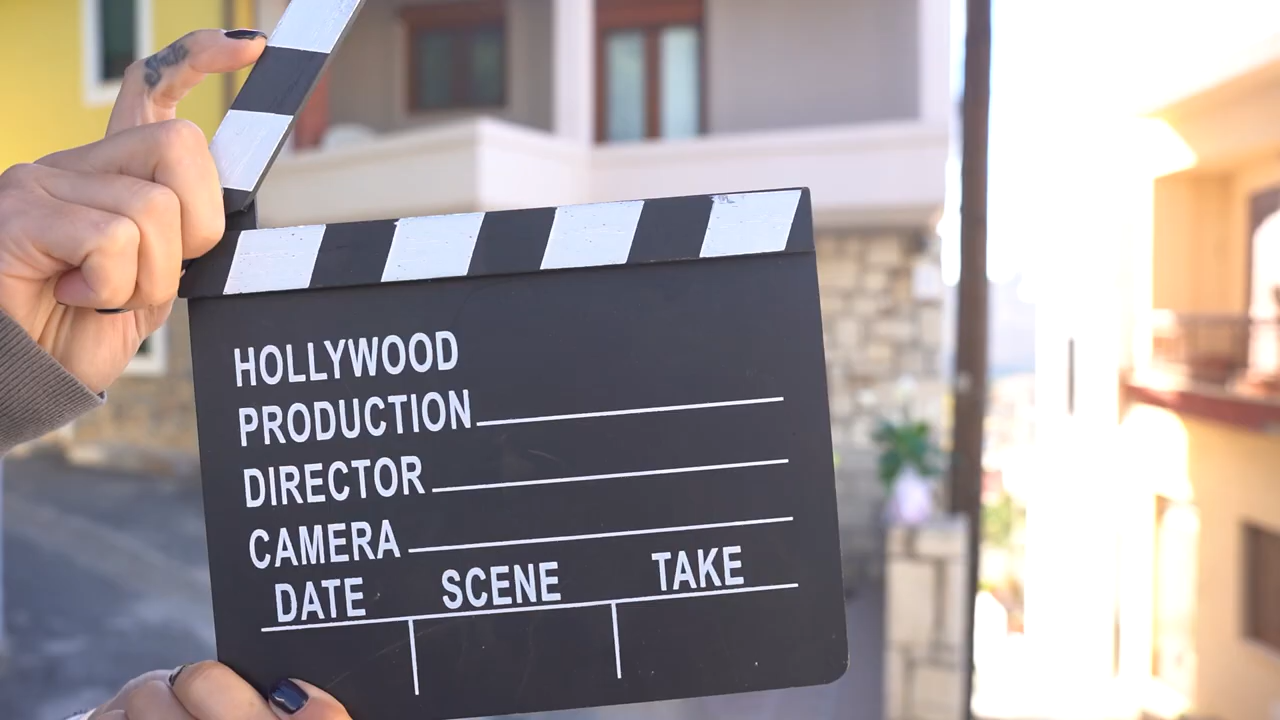 HOLLYWOOD
PRODUCTION
DIRECTOR
CAMERA
DATE SCENE TAKE